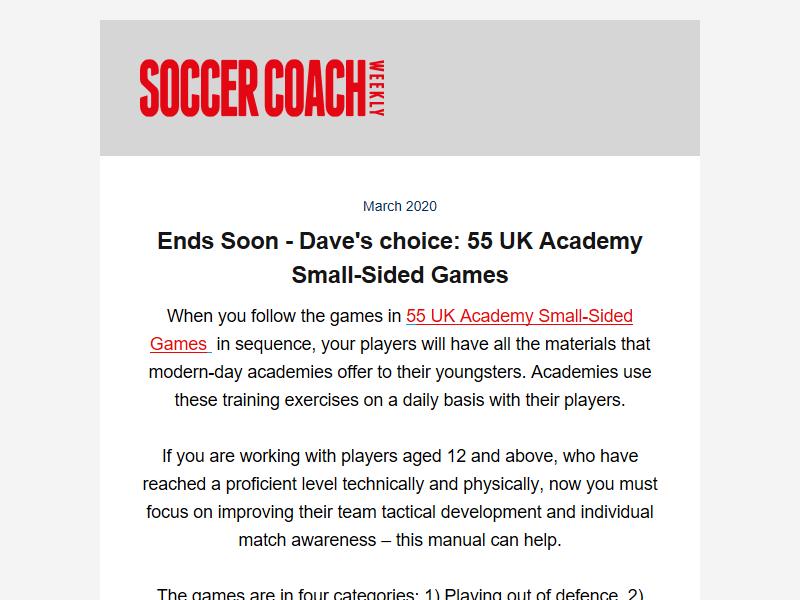 SOCCER COACH WEEKLY
March 2020
Ends Soon - Dave's choice: 55 UK Academy
Small-Sided Games
When you follow the games in 55 UK Academy Small-Sided
Games in sequence, your players will have all the materials that
modern-day academies offer to their youngsters. Academies use
these training exercises on a daily basis with their players.
If you are working with players aged 12 and above, who have
reached a proficient level technically and physically, now you must
focus on improving their team tactical development and individual
match awareness – this manual can help.
The games are in four categories: 1) Playing out of defence, 2)